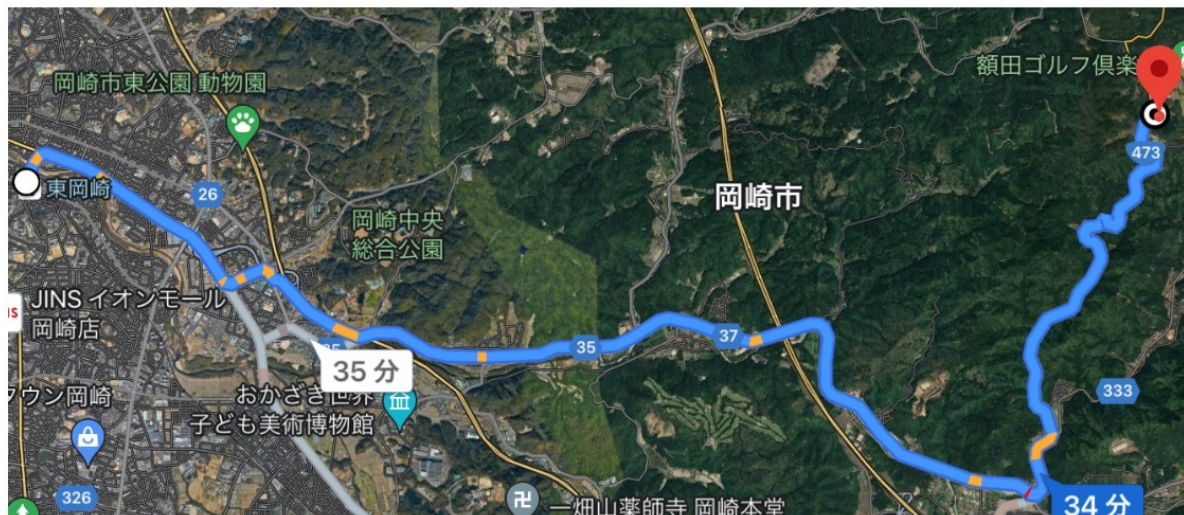 額田ゴルフ倶楽
岡崎市東公園 動物園
473
東岡崎
26
岡崎市
岡崎中央
総合公園
JINS イオンモール
岡崎店
35
37
35 分
333
タウン岡崎
おかざき世界
子ども美術博物館
326
一畑山薬師寺 岡崎本堂
34 分